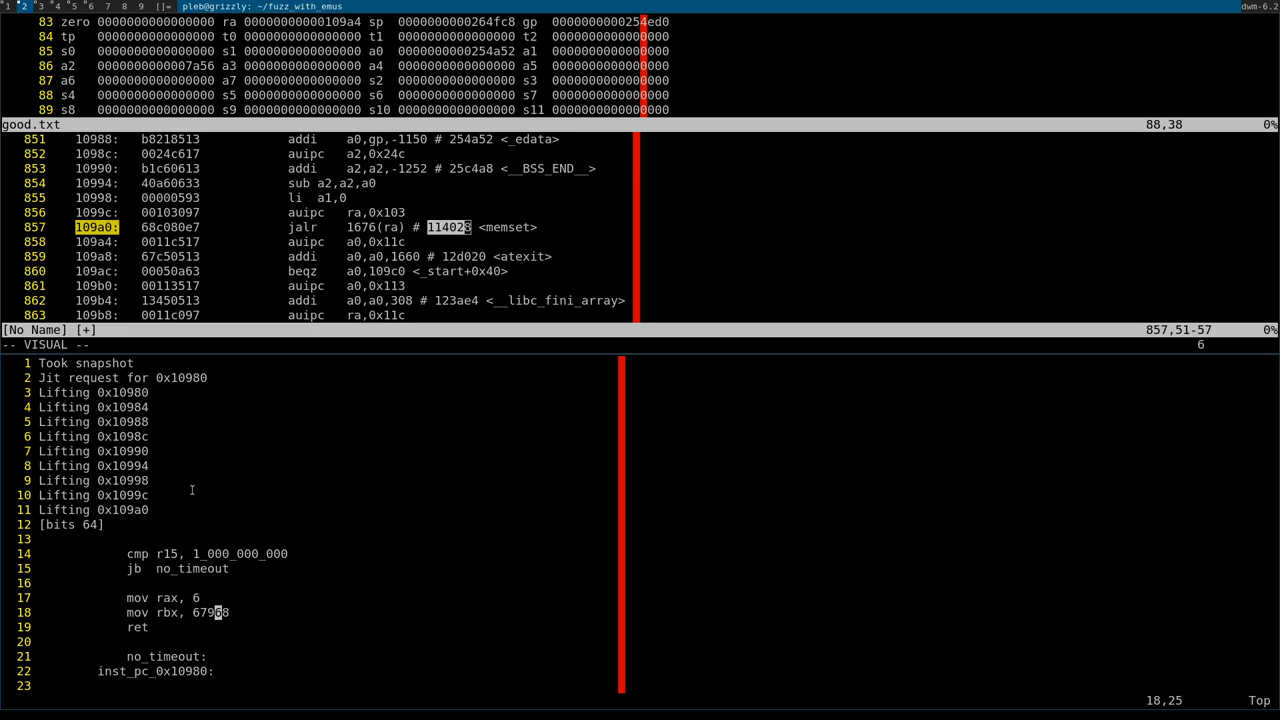 1 2 3 4 5 6 7 8 9 []= pleb@grizzly: ~/fuzz_with_emus dwm-6.2
83 zero 0000000000000000 ra 00000000000109a4 sp 0000000000264fc8 gp 0000000000254ed0
84 tp 0000000000000000 t0 0000000000000000 t1 0000000000000000 t2 0000000000000000
85 s0 0000000000000000 s1 0000000000000000 a0 0000000000254a52 a1 0000000000000000
86 a2 0000000000007a56 a3 0000000000000000 a4 0000000000000000 a5 0000000000000000
87 a6 0000000000000000 a7 0000000000000000 s2 0000000000000000 s3 0000000000000000
88 s4 0000000000000000 s5 0000000000000000 s6 0000000000000000 s7 0000000000000000
89 s8 0000000000000000 s9 0000000000000000 s10 0000000000000000 s11 0000000000000000
good.txt 88,38 0%
851 10988: b8218513 addi a0,gp,-1150 # 254a52 <_edata>
852 1098c: 0024c617 auipc a2,0x24c
853 10990: b1c60613 addi a2,a2,-1252 # 25c4a8 <__BSS_END__>
854 10994: 40a60633 sub a2,a2,a0
855 10998: 00000593 li a1,0
856 1099c: 00103097 auipc ra,0x103
857 109a0: 68c080e7 jalr 1676(ra) # 114028 <memset>
858 109a4: 0011c517 auipc a0,0x11c
859 109a8: 67c50513 addi a0,a0,1660 # 12d020 <atexit>
860 109ac: 00050a63 beqz a0,109c0 <_start+0x40>
861 109b0: 00113517 auipc a0,0x113
862 109b4: 13450513 addi a0,a0,308 # 123ae4 <__libc_fini_array>
863 109b8: 0011c097 auipc ra,0x11c
[No Name] [+] 857,51-57 0%
-- VISUAL -- 6
1 Took snapshot
2 Jit request for 0x10980
3 Lifting 0x10980
4 Lifting 0x10984
5 Lifting 0x10988
6 Lifting 0x1098c
7 Lifting 0x10990
8 Lifting 0x10994
9 Lifting 0x10998
10 Lifting 0x1099c
11 Lifting 0x109a0
12 [bits 64]
13
14 cmp r15, 1_000_000_000
15 jb no_timeout
16
17 mov rax, 6
18 mov rbx, 67968
19 ret
20
21 no_timeout:
22 inst_pc_0x10980:
23
18,25 Top